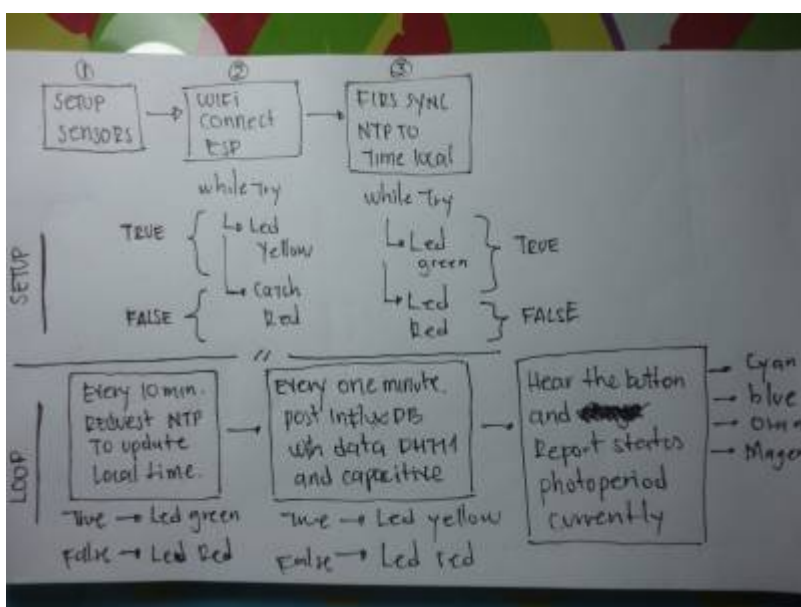 ①
SETUP
SENSORS
②
WIFI
Connect
ESP
③
FIRS SYNC
NTP TO
Time local
while try
Led
Yellow
TRUE
Catch
Red
FALSE
while try
Led
green
TRUE
Led
Red
FALSE
SETUP
//
LOOP
Every 10 min.
Request NTP
To update
Local time.
True → Led green
False → Led Red
Every one minute.
post InfluxDB
with data DHT11
and capacitive
True → Led yellow
False → Led red
Hear the button
and
Report states
photoperiod
currently
Cyan
blue